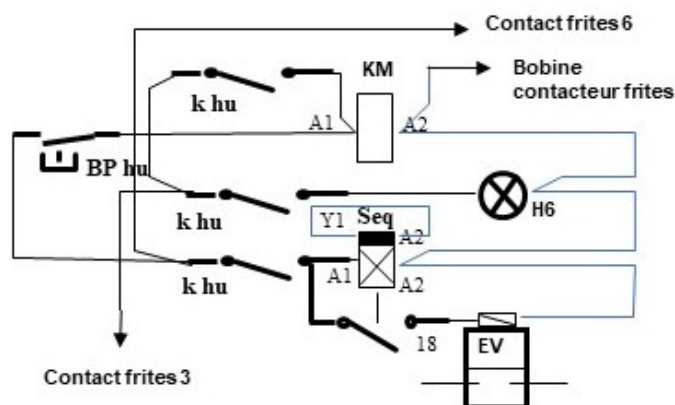 Contact frites 6
KM
Bobine
contacteur frites
k hu
A1
A2
BP hu
k hu
Y1
Seq
H6
A2
k hu
A1
A2
18
EV
Contact frites 3